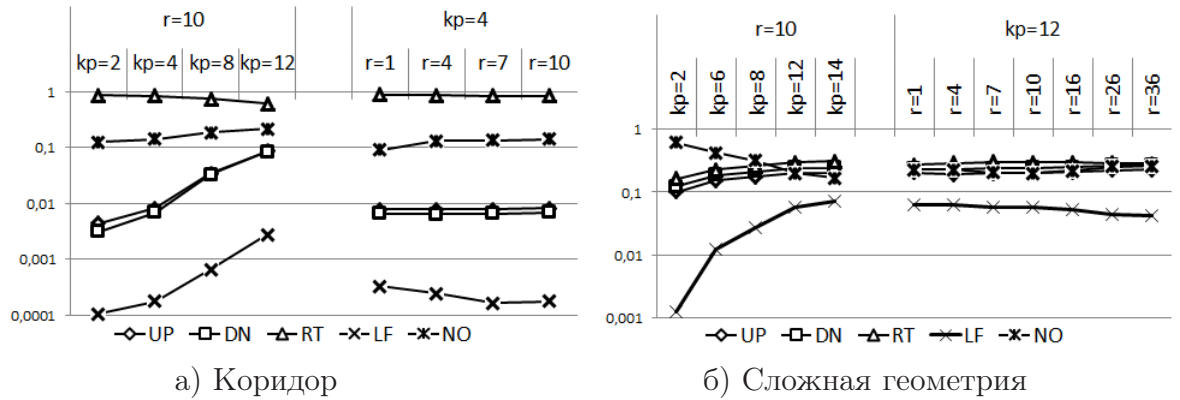 r=10 kp=4
kp=2 kp=4 kp=8 kp=12 r=1 r=4 r=7 r=10
1
0,1
0,01
0,001
0,0001
UP DN RT LF NO
а) Коридор
r=10 kp=12
kp=2 kp=6 kp=8 kp=12 kp=14 r=1 r=4 r=7 r=10 r=16 r=26 r=36
1
0,1
0,01
0,001
UP DN RT LF NO
б) Сложная геометрия